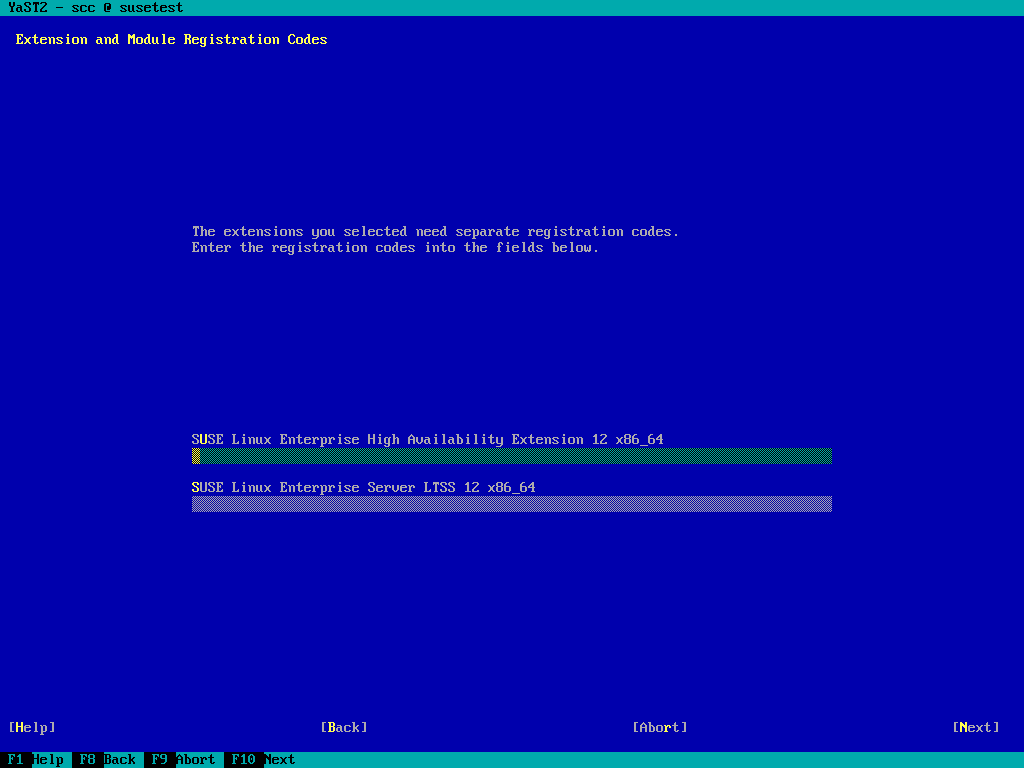 YaST2 - scc @ susetest
Extension and Module Registration Codes
The extensions you selected need separate registration codes.
Enter the registration codes into the fields below.
SUSE Linux Enterprise High Availability Extension 12 x86_64
SUSE Linux Enterprise Server LTSS 12 x86_64
[Help] [Back] [Abort] [Next]
F1 Help F8 Back F9 Abort F10 Next